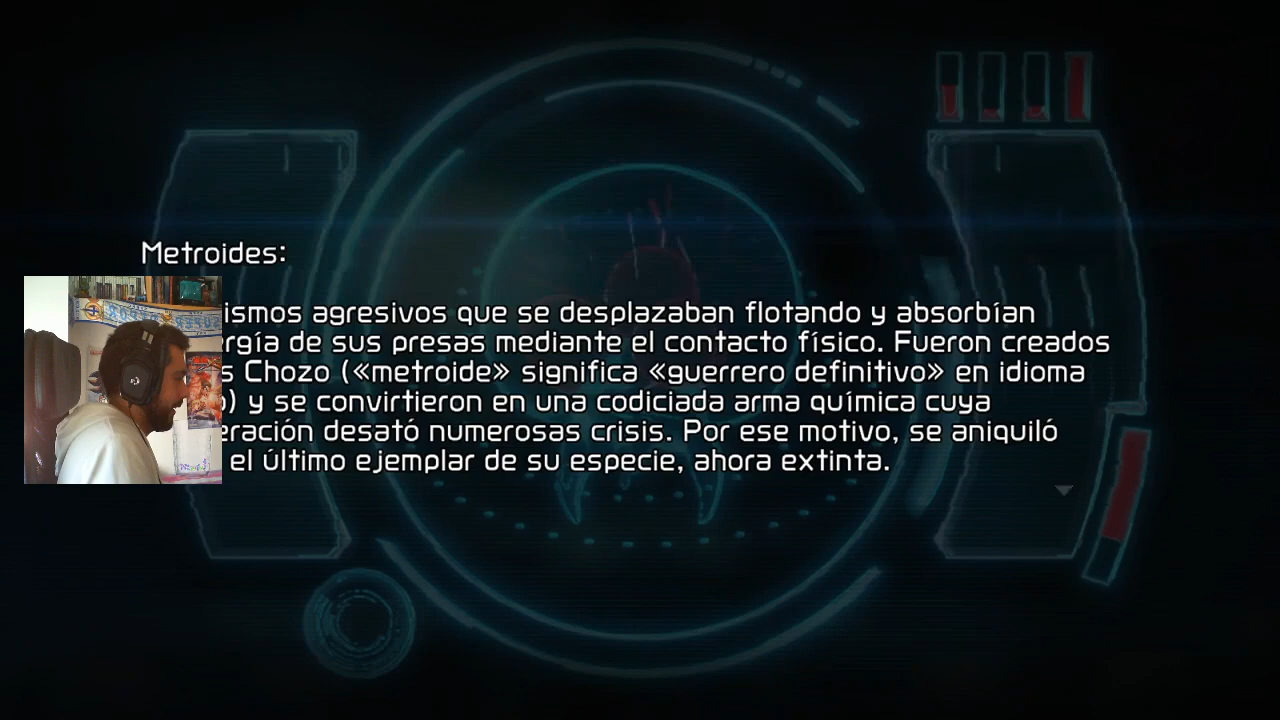 Metroides:
ismos agresivos que se desplazaban flotando y absorbían
rgía de sus presas mediante el contacto físico. Fueron creados
s Chozo («metroide» significa «guerrero definitivo» en idioma
) y se convirtieron en una codiciada arma química cuya
eración desató numerosas crisis. Por ese motivo, se aniquiló
el último ejemplar de su especie, ahora extinta.